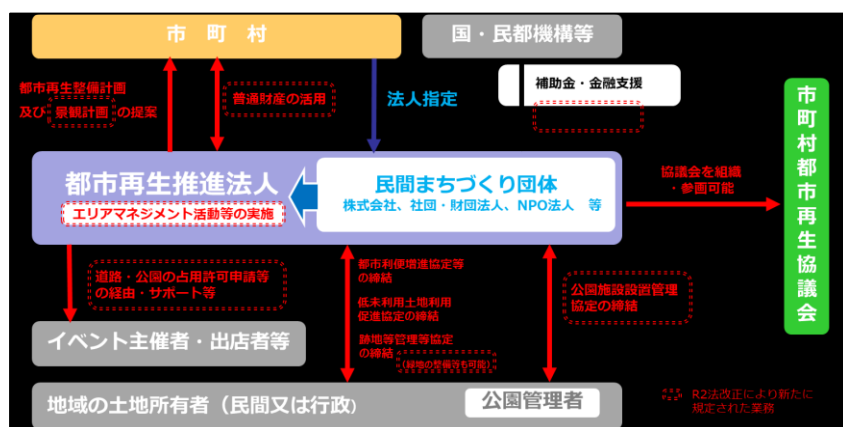 市町村
国・民都機構等
都市再生整備計画
及び景観計画の提案
普通財産の活用
法人指定
補助金・金融支援
市町村都市再生協議会
都市再生推進法人
エリアマネジメント活動等の実施
民間まちづくり団体
株式会社、社団・財団法人、NPO法人 等
協議会を組織
・参画可能
道路・公園の占用許可申請等
の経由・サポート等
都市利便増進協定等
の締結
低未利用土地利用
促進協定の締結
跡地等管理等協定
の締結
(緑地の整備等も可能)
公園施設設置管理
協定の締結
イベント主催者・出店者等
地域の土地所有者(民間又は行政)
公園管理者
R2法改正により新たに
規定された業務